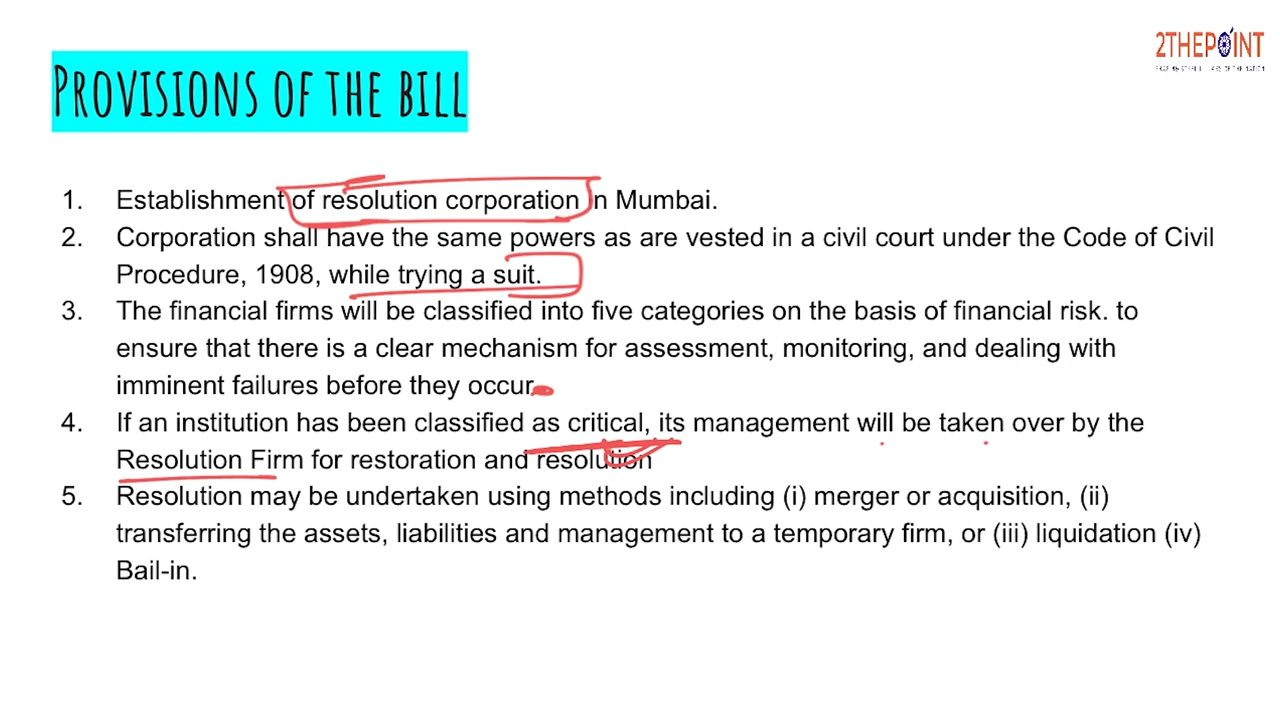 2THEPOINT
PROVISIONS OF THE BILL
1. Establishment of resolution corporation in Mumbai.
2. Corporation shall have the same powers as are vested in a civil court under the Code of Civil
Procedure, 1908, while trying a suit.
3. The financial firms will be classified into five categories on the basis of financial risk. to
ensure that there is a clear mechanism for assessment, monitoring, and dealing with
imminent failures before they occur.
4. If an institution has been classified as critical, its management will be taken over by the
Resolution Firm for restoration and resolution
5. Resolution may be undertaken using methods including (i) merger or acquisition, (ii)
transferring the assets, liabilities and management to a temporary firm, or (iii) liquidation (iv)
Bail-in.